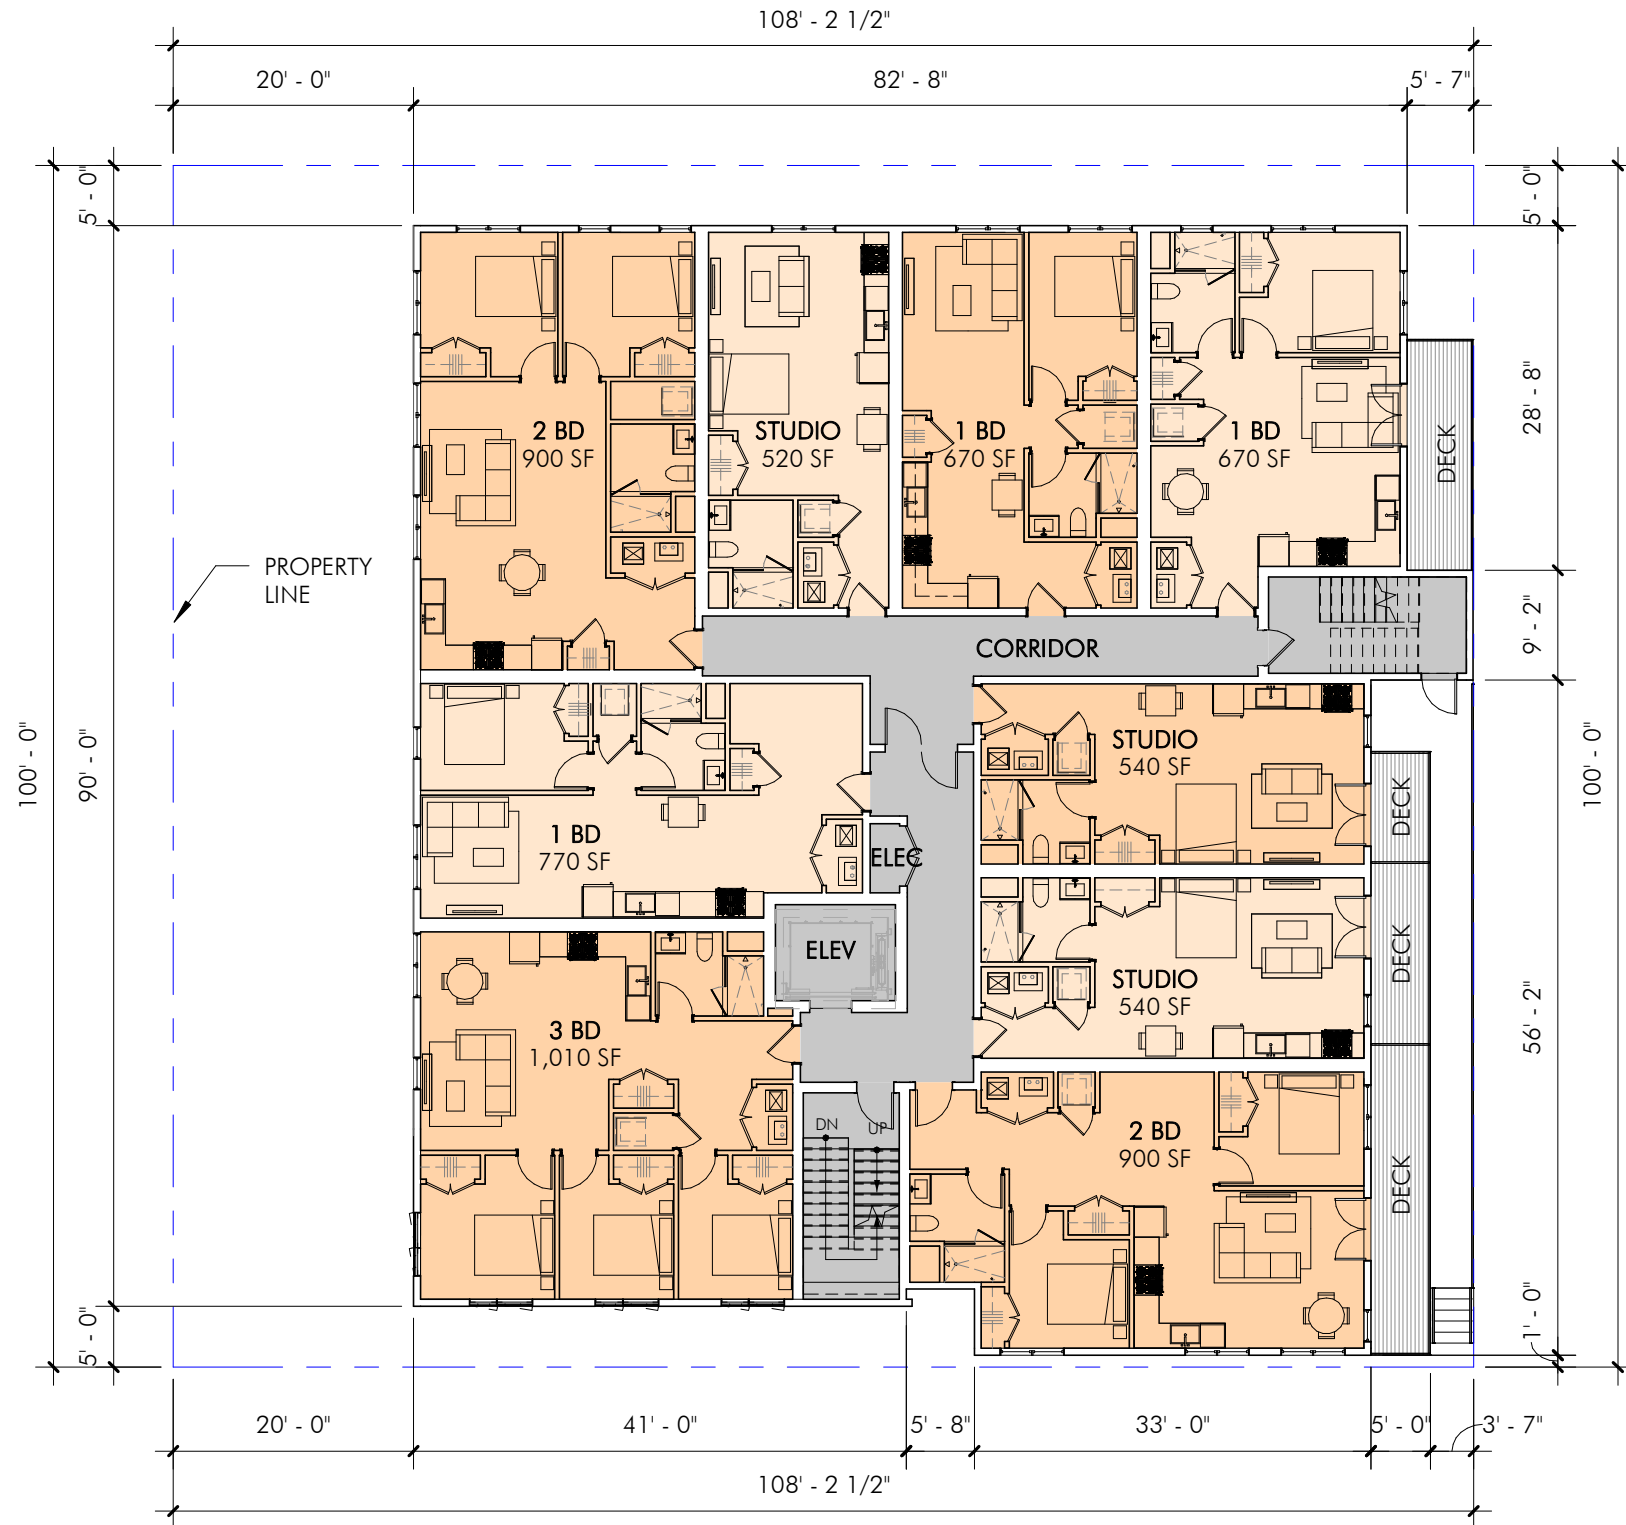 108' - 2 1/2"
20' - 0"
82' - 8"
5' - 7"
5' - 0"
5' - 0"
2 BD
900 SF
STUDIO
520 SF
1 BD
670 SF
1 BD
670 SF
DECK
28' - 8"
PROPERTY
LINE
9' - 2"
CORRIDOR
100' - 0"
90' - 0"
100' - 0"
STUDIO
540 SF
DECK
1 BD
770 SF
ELEC
ELEV
DECK
STUDIO
540 SF
56' - 2"
3 BD
1,010 SF
DN
UP
2 BD
900 SF
DECK
5' - 0"
1' - 0"
20' - 0"
41' - 0"
5' - 8"
33' - 0"
5' - 0"
3' - 7"
108' - 2 1/2"